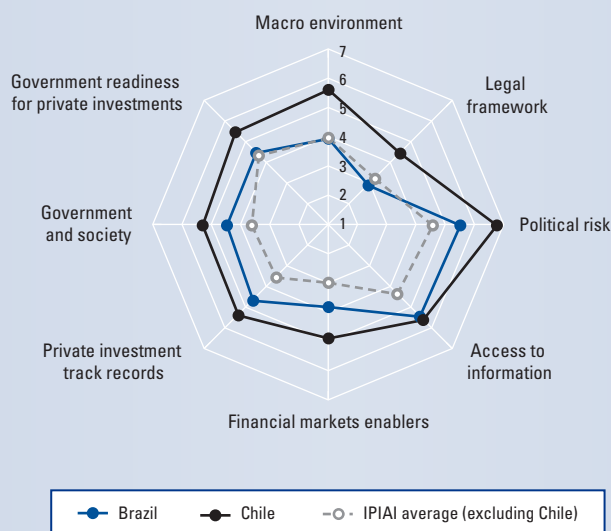 Macro environment
7
6
5
4
3
2
1
Government readiness
for private investments
Legal
framework
Government
and society
Political risk
Private investment
track records
Access to
information
Financial markets enablers
Brazil
Chile
IPIAI average (excluding Chile)